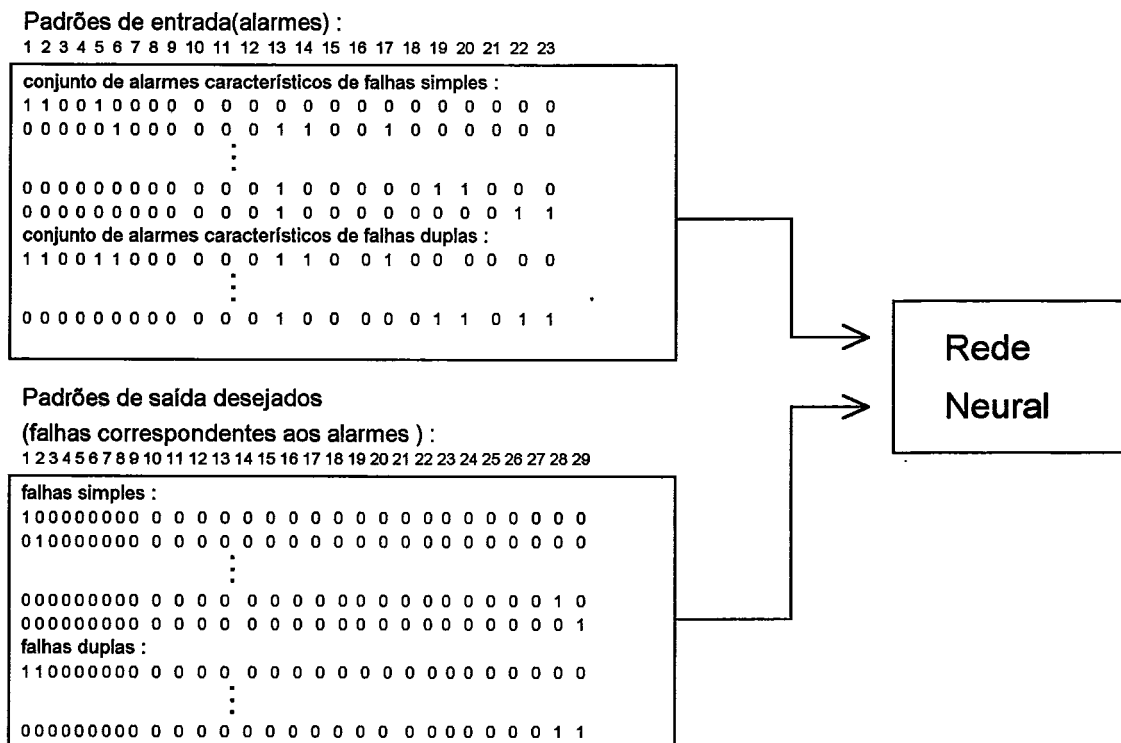 Padrões de entrada(alarmes) :
1 2 3 4 5 6 7 8 9 10 11 12 13 14 15 16 17 18 19 20 21 22 23
conjunto de alarmes característicos de falhas simples :
1 1 0 0 1 0 0 0 0 0 0 0 0 0 0 0 0 0 0 0 0 0 0
0 0 0 0 0 1 0 0 0 0 0 0 1 1 0 0 1 0 0 0 0 0 0
0 0 0 0 0 0 0 0 0 0 0 0 1 0 0 0 0 0 1 1 0 0 0
0 0 0 0 0 0 0 0 0 0 0 0 1 0 0 0 0 0 0 0 0 1 1
conjunto de alarmes característicos de falhas duplas :
1 1 0 0 1 1 0 0 0 0 0 0 1 1 0 0 1 0 0 0 0 0 0
0 0 0 0 0 0 0 0 0 0 0 0 1 0 0 0 0 0 1 1 0 1 1
Rede
Neural
Padrões de saída desejados
(falhas correspondentes aos alarmes ) :
1 2 3 4 5 6 7 8 9 10 11 12 13 14 15 16 17 18 19 20 21 22 23 24 25 26 27 28 29
falhas simples :
100000000 0 0 0 0 0 0 0 0 0 0 0 0 0 0 0 0 0 0 0 0
010000000 0 0 0 0 0 0 0 0 0 0 0 0 0 0 0 0 0 0 0 0
000000000 0 0 0 0 0 0 0 0 0 0 0 0 0 0 0 0 0 0 1 0
000000000 0 0 0 0 0 0 0 0 0 0 0 0 0 0 0 0 0 0 0 1
falhas duplas :
110000000 0 0 0 0 0 0 0 0 0 0 0 0 0 0 0 0 0 0 0 0
000000000 0 0 0 0 0 0 0 0 0 0 0 0 0 0 0 0 0 0 1 1